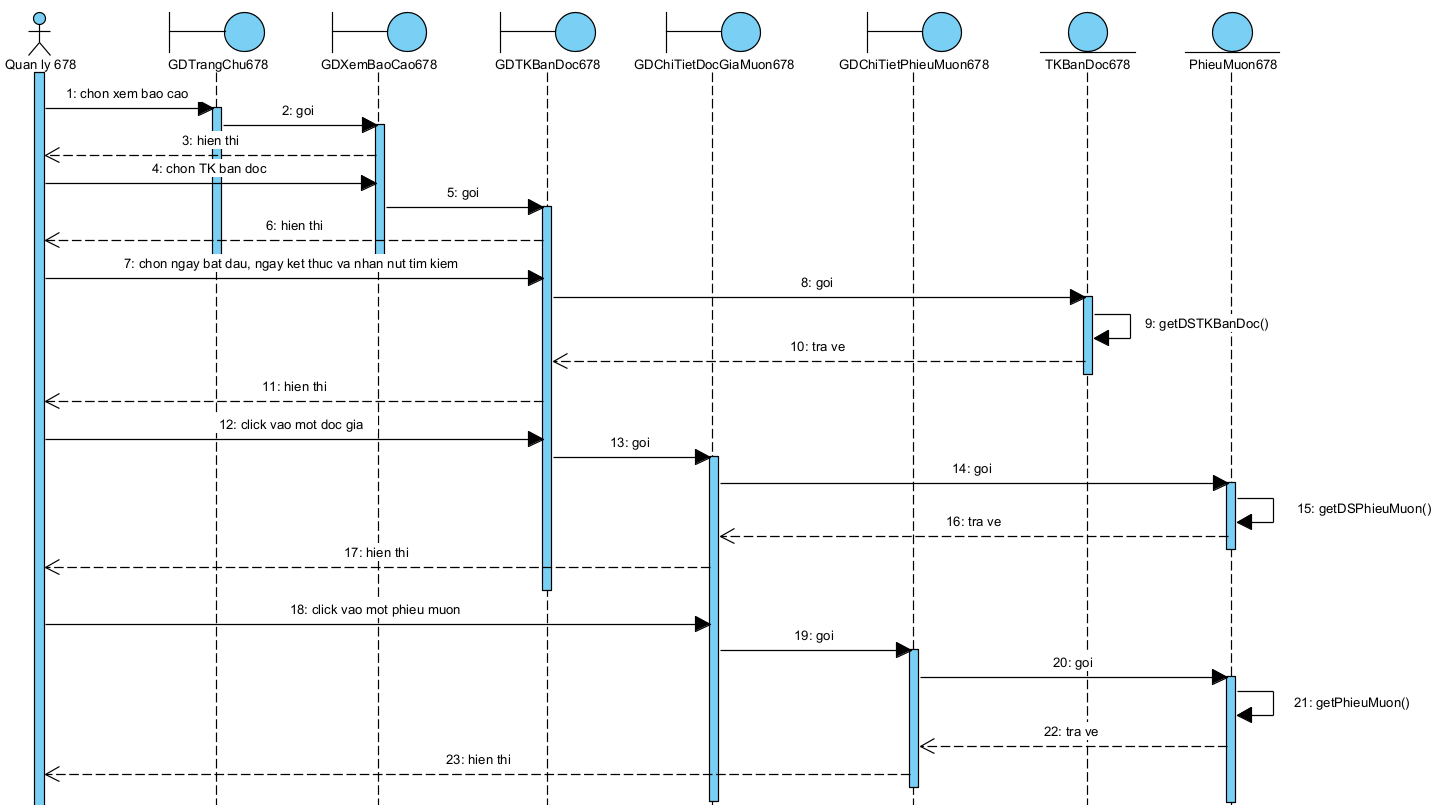 Quan ly 678
GDTrangChu678
GDXemBaoCao678
GDTKBanDoc678
GDChiTietDocGiaMuon678
GDChiTietPhieuMuon678
TKBanDoc678
PhieuMuon678
1: chon xem bao cao
2: goi
3: hien thi
4: chon TK ban doc
5: goi
6: hien thi
7: chon ngay bat dau, ngay ket thuc va nhan nut tim kiem
8: goi
9: getDSTKBanDoc()
10: tra ve
11: hien thi
12: click vao mot doc gia
13: goi
14: goi
15: getDSPhieuMuon()
16: tra ve
17: hien thi
18: click vao mot phieu muon
19: goi
20: goi
21: getPhieuMuon()
22: tra ve
23: hien thi